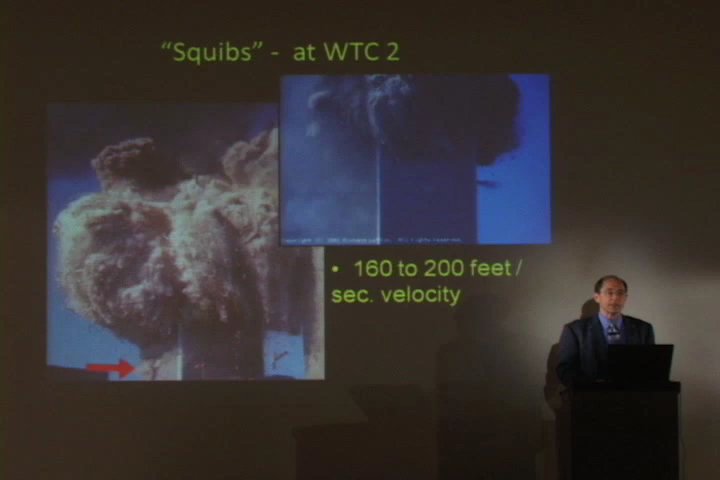 “Squibs” - at WTC 2
• 160 to 200 feet /
sec. velocity